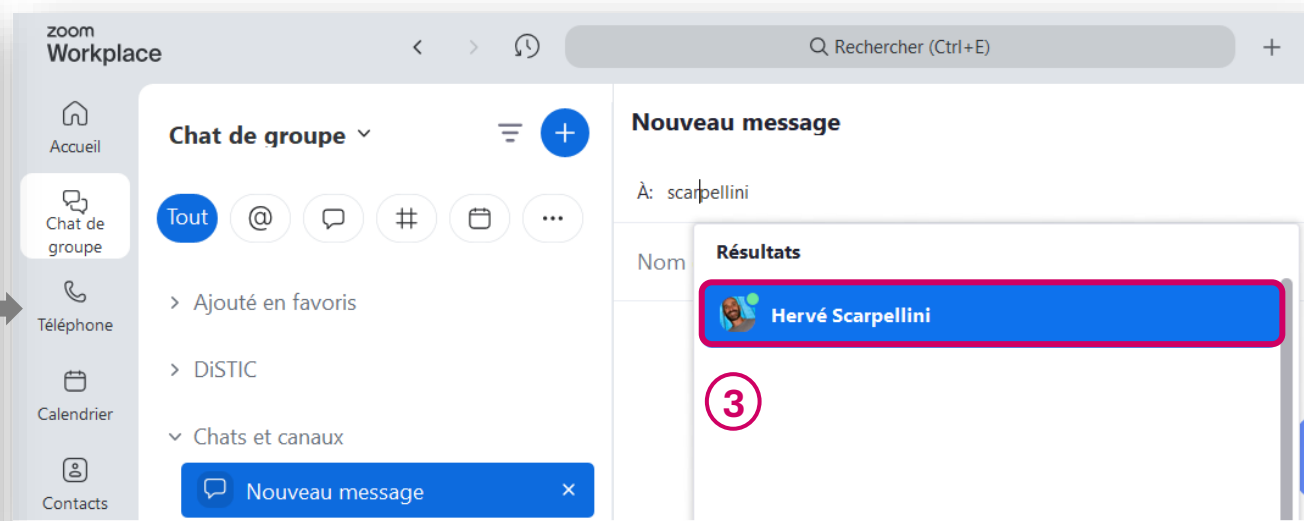 zoom
Workplace
Rechercher (Ctrl+E)
Accueil
Chat de
groupe
Téléphone
Calendrier
Contacts
Chat de groupe
Tout
@
#
...
Ajouté en favoris
DiSTIC
Chats et canaux
Nouveau message
Nouveau message
À: scarpellini
Nom
Résultats
Hervé Scarpellini
3